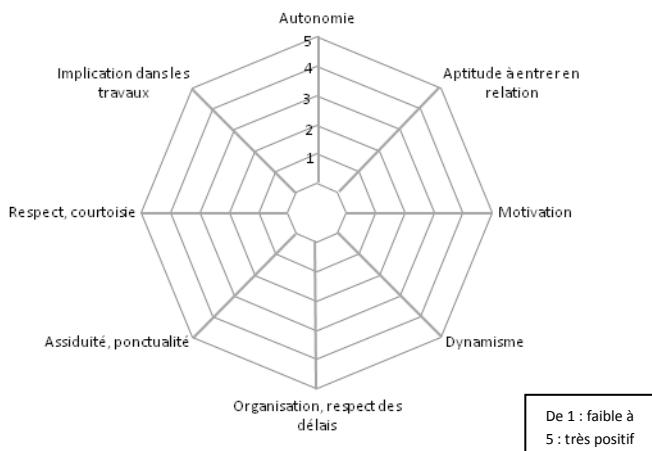 Autonomie
5
4
3
2
1
Aptitude à entrer en
relation
Motivation
Dynamisme
Organisation, respect des
délais
Assiduité, ponctualité
Respect, courtoisie
Implication dans les
travaux
De 1 : faible à
5 : très positif